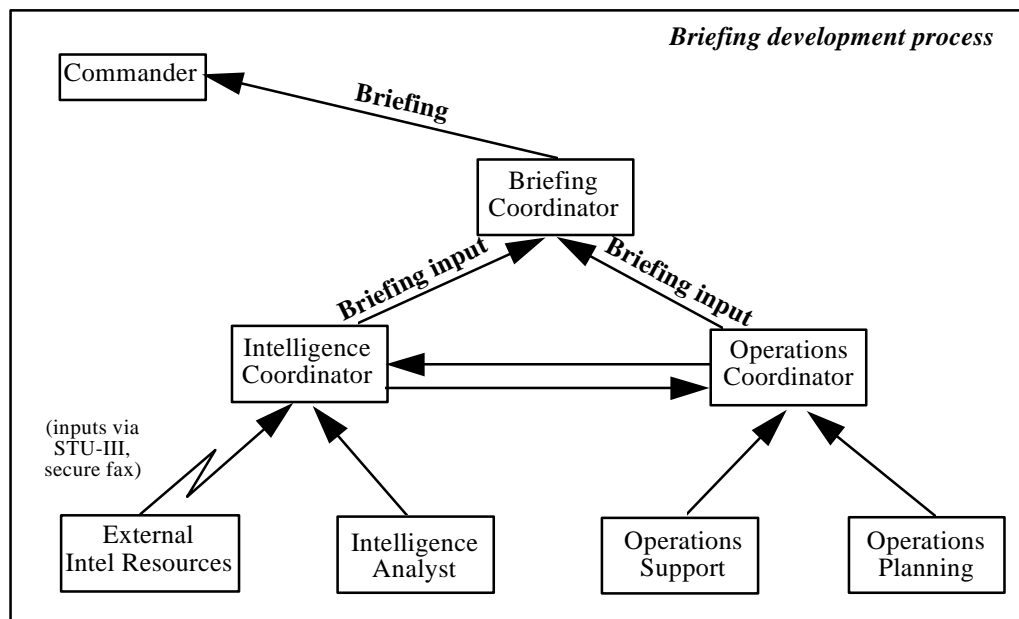 Briefing development process
Commander
Briefing
Briefing
Coordinator
Briefing input
Briefing input
Intelligence
Coordinator
Operations
Coordinator
(inputs via
STU-III,
secure fax)
External
Intel Resources
Intelligence
Analyst
Operations
Support
Operations
Planning